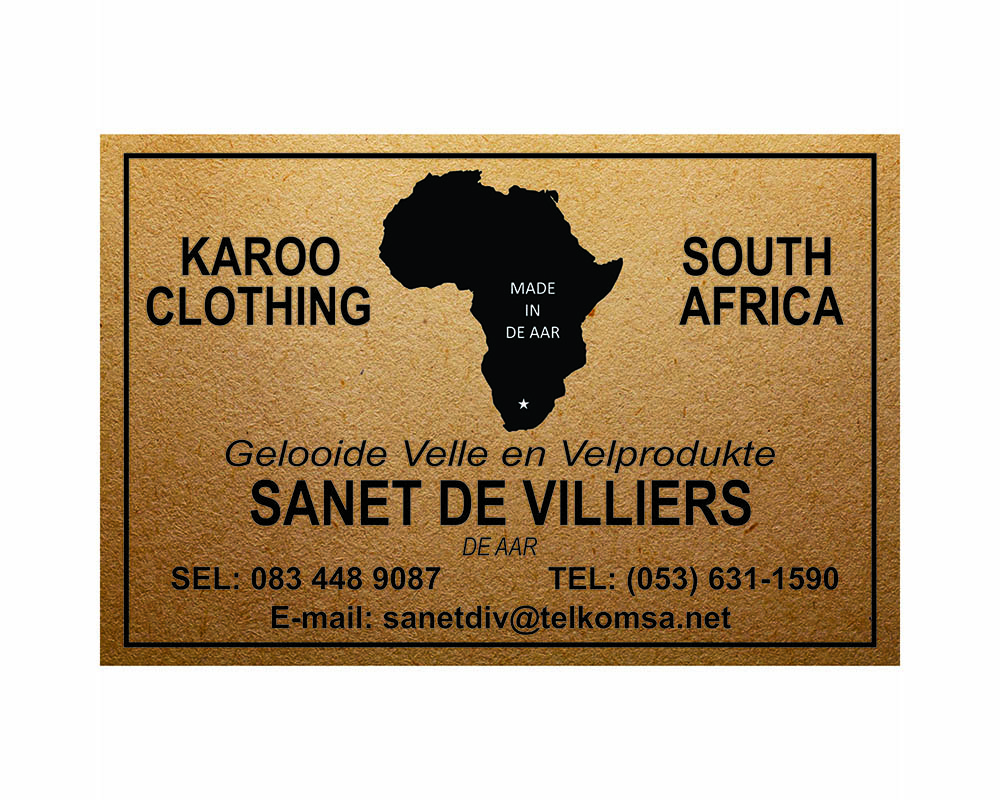 KAROO
CLOTHING
SOUTH
AFRICA
MADE
IN
DE AAR
Gelooide Velle en Velprodukte
SANET DE VILLIERS
DE AAR
SEL: 083 448 9087 TEL: (053) 631-1590
E-mail: sanetdiv@telkomsa.net